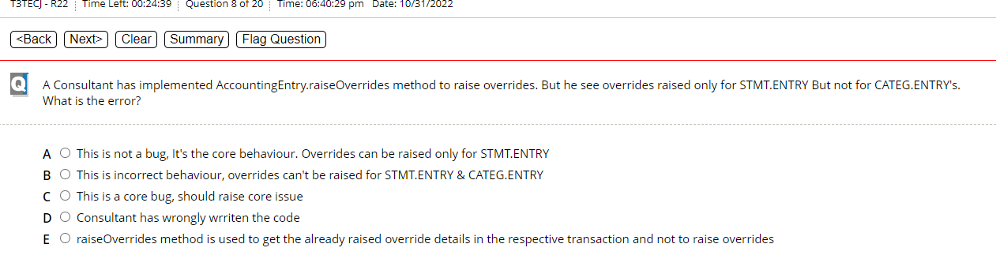 T3TECJ - R22 Time Left: 00:24:39 Question 8 of 20 Time: 06:40:29 pm Date: 10/31/2022
<Back Next> Clear Summary Flag Question
Q A Consultant has implemented AccountingEntry.raiseOverrides method to raise overrides. But he see overrides raised only for STMT.ENTRY But not for CATEG.ENTRY's.
What is the error?
A This is not a bug, It's the core behaviour. Overrides can be raised only for STMT.ENTRY
B This is incorrect behaviour, overrides can't be raised for STMT.ENTRY & CATEG.ENTRY
C This is a core bug, should raise core issue
D Consultant has wrongly wrriten the code
E raiseOverrides method is used to get the already raised override details in the respective transaction and not to raise overrides